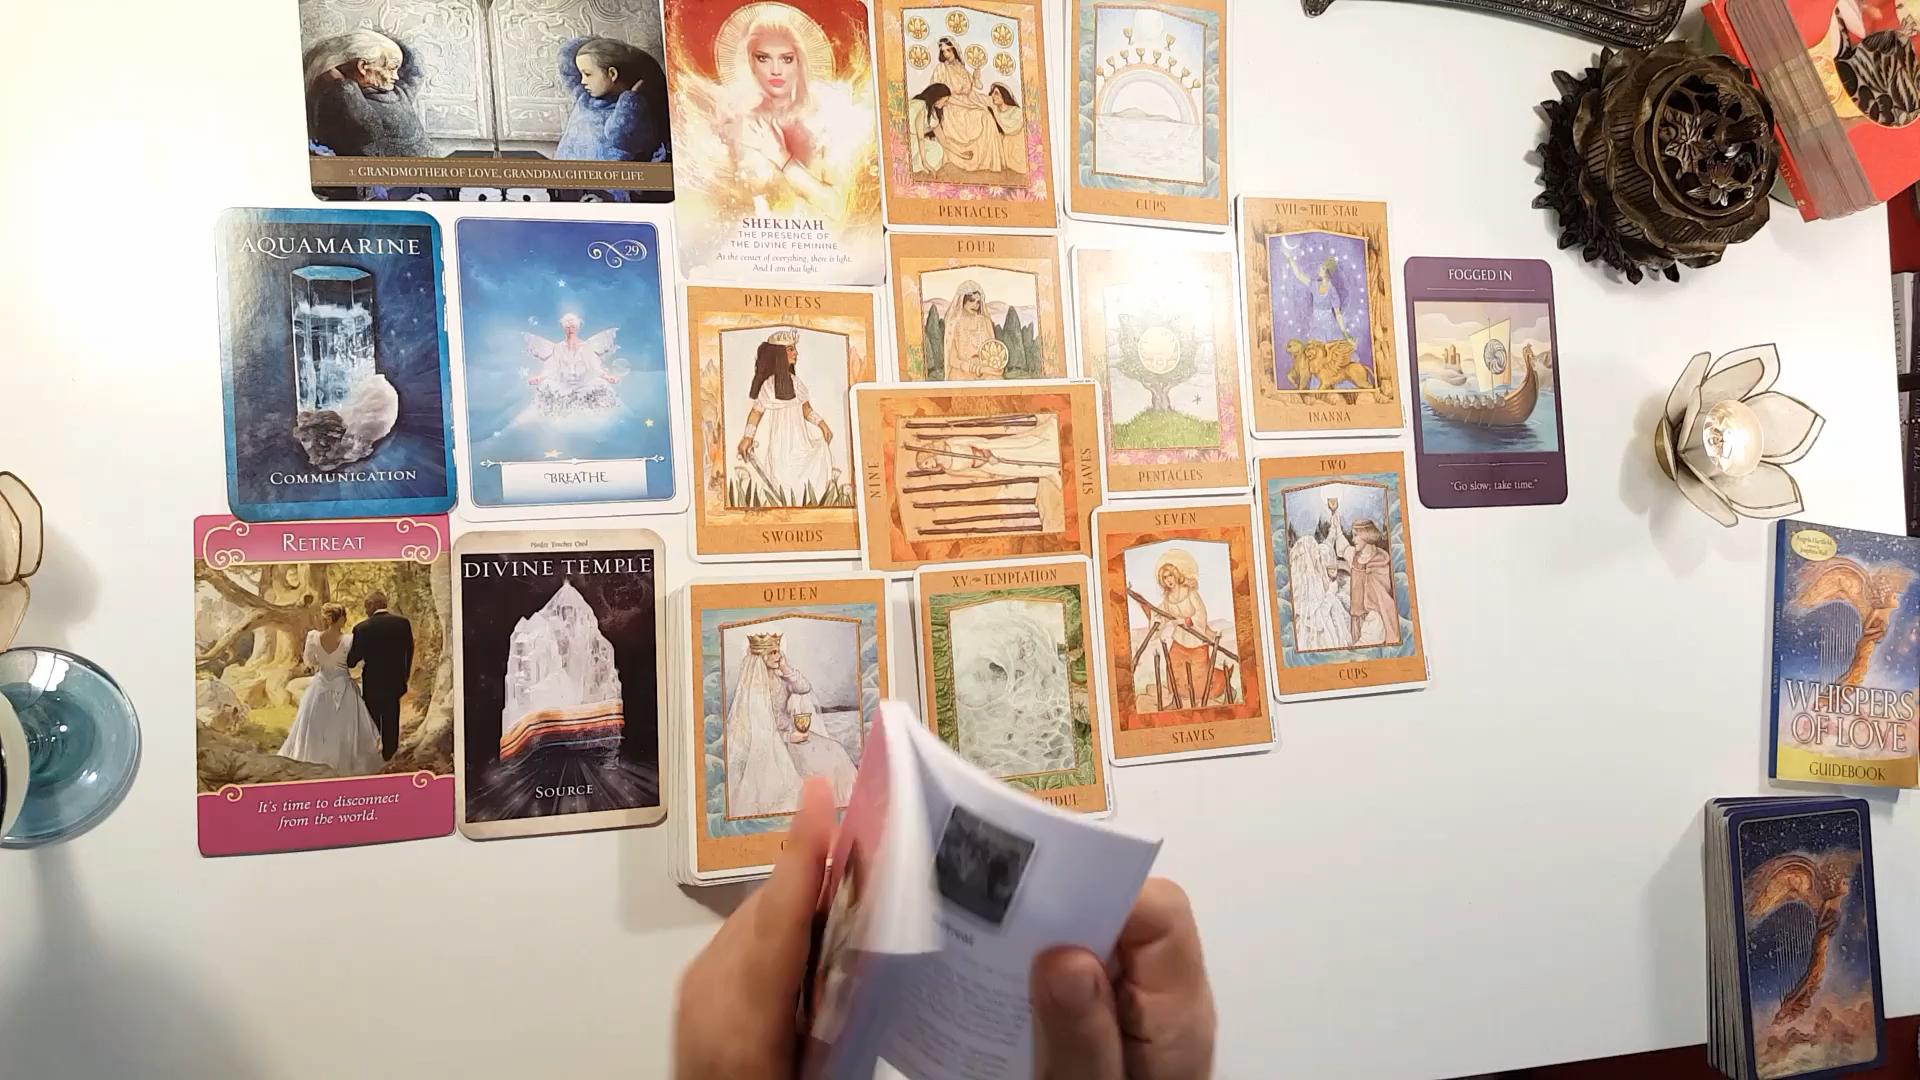 3. GRANDMOTHER OF LOVE, GRANDDAUGHTER OF LIFE
SHEKINAH
THE PRESENCE OF
THE DIVINE FEMININE
At the center of everything, there is light.
And I am that light.
PENTACLES
CUPS
AQUAMARINE
COMMUNICATION
29
BREATHE
PRINCESS
SWORDS
FOUR
PENTACLES
XVII THE STAR
INANNA
FOGGED IN
"Go slow; take time."
NINE
STAVES
RETREAT
It's time to disconnect
from the world.
Master Teacher Card
DIVINE TEMPLE
SOURCE
QUEEN
XV TEMPTATION
SEVEN
STAVES
TWO
CUPS
WHISPERS
OF LOVE
GUIDEBOOK